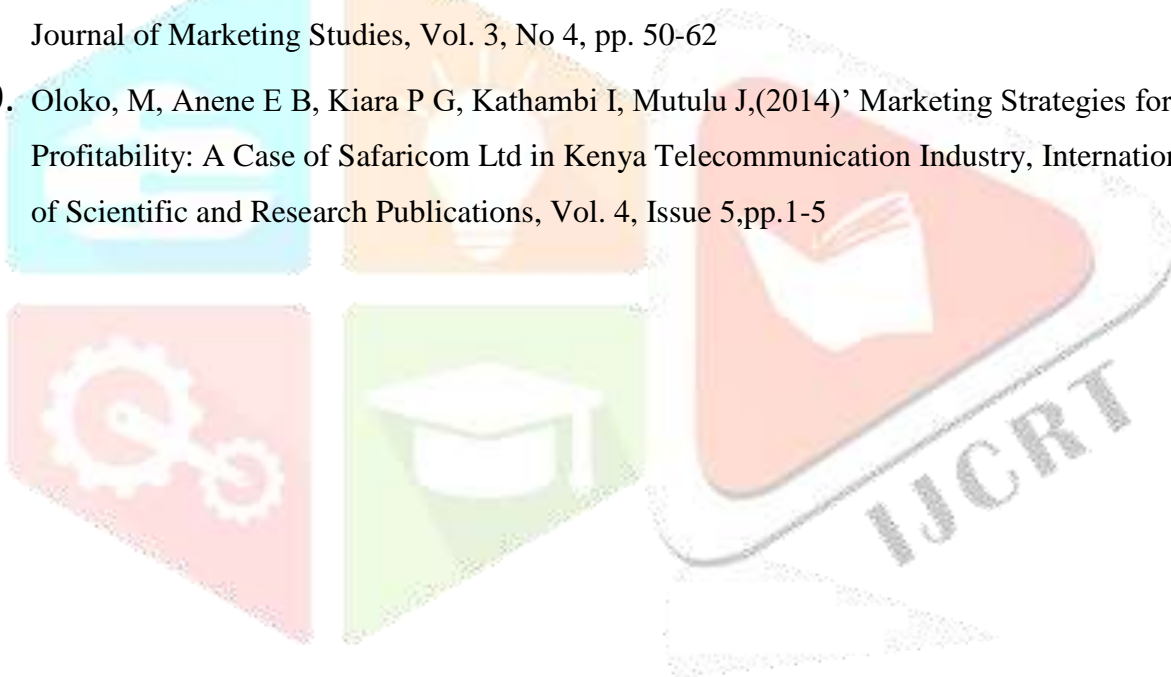 Journal of Marketing Studies, Vol. 3, No 4, pp. 50-62
. Oloko, M, Anene E B, Kiara P G, Kathambi I, Mutulu J,(2014)’ Marketing Strategies for
Profitability: A Case of Safaricom Ltd in Kenya Telecommunication Industry,
of Scientific and Research Publications, Vol. 4, Issue 5,pp.1-5
IJCRT